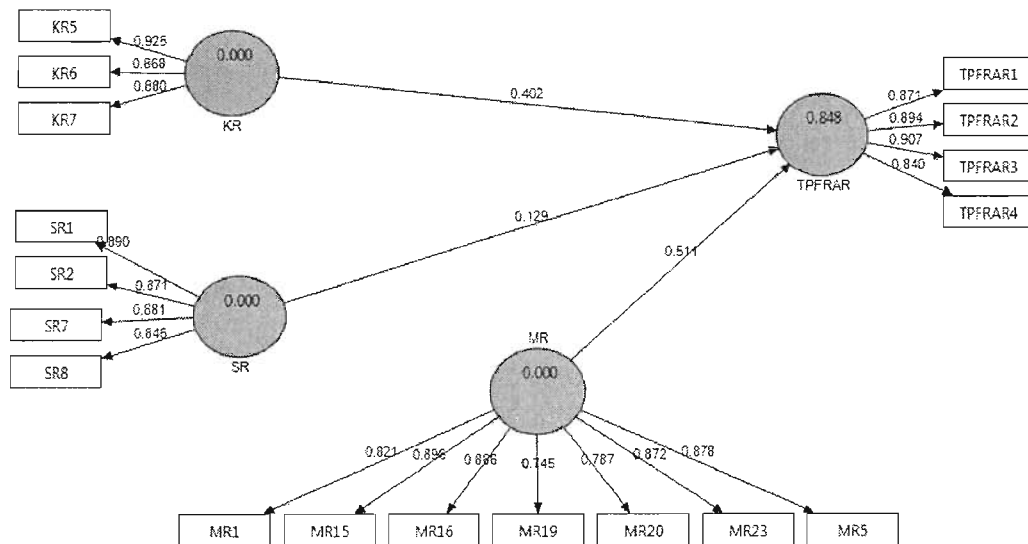 KR5
0.925
KR6
0.868
KR7
0.880
0.000
KR
0.402
TPFRAR1
0.871
TPFRAR2
0.894
TPFRAR3
0.907
TPFRAR4
0.840
0.848
TPFRAR
SR1
0.890
SR2
0.871
SR7
0.881
SR8
0.846
0.000
SR
0.129
0.511
MR
0.000
0.821
0.896
0.886
0.745
0.787
0.872
0.878
MR1
MR15
MR16
MR19
MR20
MR23
MR5